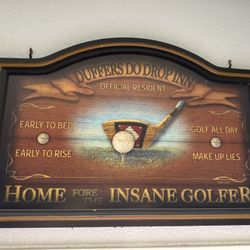 DUFFERS DO DROP INN
OFFICIAL RESIDENT
EARLY TO BED
GOLF ALL DAY
EARLY TO RISE
MAKE UP LIES
HOME FORE THE INSANE GOLFER